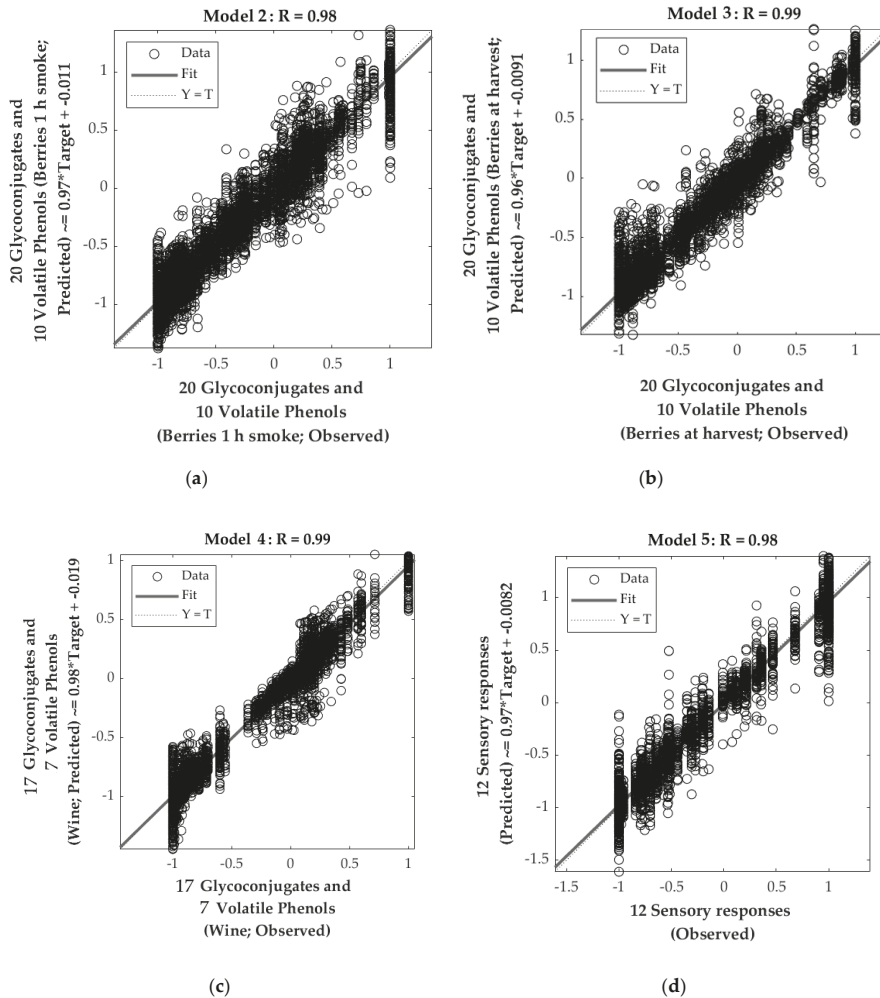 Model 2: R = 0.98
20 Glycoconjugates and
10 Volatile Phenols (Berries 1 h smoke;
Predicted) ~= 0.97*Target + -0.011
Data
Fit
Y = T
1
0.5
0
-0.5
-1
-1 -0.5 0 0.5 1
20 Glycoconjugates and
10 Volatile Phenols
(Berries 1 h smoke; Observed)
(a)
Model 3: R = 0.99
20 Glycoconjugates and
10 Volatile Phenols (Berries at harvest;
Predicted) ~= 0.96*Target + -0.0091
Data
Fit
Y = T
1
0.5
0
-0.5
-1
-1 -0.5 0 0.5 1
20 Glycoconjugates and
10 Volatile Phenols
(Berries at harvest; Observed)
(b)
Model 4: R = 0.99
17 Glycoconjugates and
7 Volatile Phenols
(Wine; Predicted) ~= 0.98*Target + -0.019
Data
Fit
Y = T
1
0.5
0
-0.5
-1
-1 -0.5 0 0.5 1
17 Glycoconjugates and
7 Volatile Phenols
(Wine; Observed)
(c)
Model 5: R = 0.98
12 Sensory responses
(Predicted) ~= 0.97*Target + -0.0082
Data
Fit
Y = T
1
0.5
0
-0.5
-1
-1.5
-1.5 -1 -0.5 0 0.5 1
12 Sensory responses
(Observed)
(d)